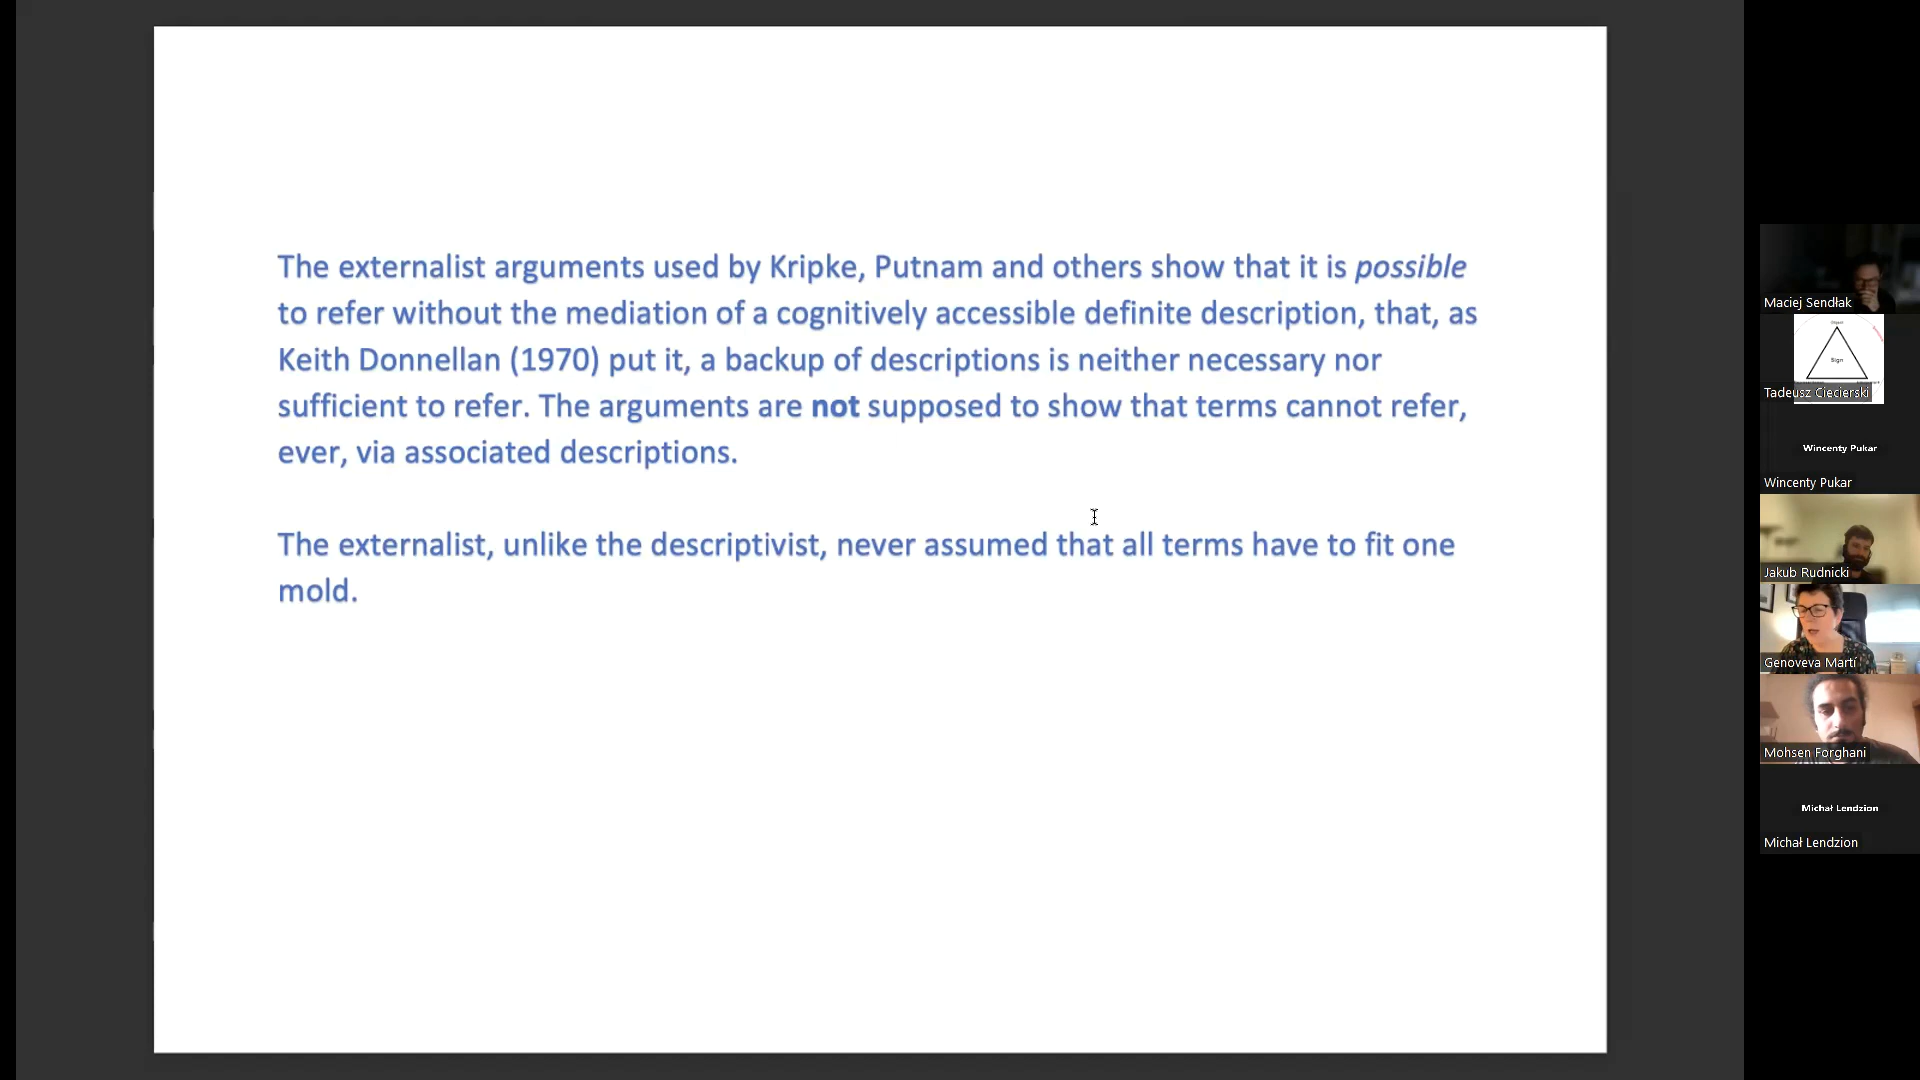 The externalist arguments used by Kripke, Putnam and others show that it is possible
to refer without the mediation of a cognitively accessible definite description, that, as
Keith Donnellan (1970) put it, a backup of descriptions is neither necessary nor
sufficient to refer. The arguments are not supposed to show that terms cannot refer,
ever, via associated descriptions.
The externalist, unlike the descriptivist, never assumed that all terms have to fit one
mold.
Maciej Sendłak
Sign
Tadeusz Ciecierski
Wincenty Pukar
Wincenty Pukar
Jakub Rudnicki
Genoveva Martí
Mohsen Forghani
Michał Lendzion
Michał Lendzion